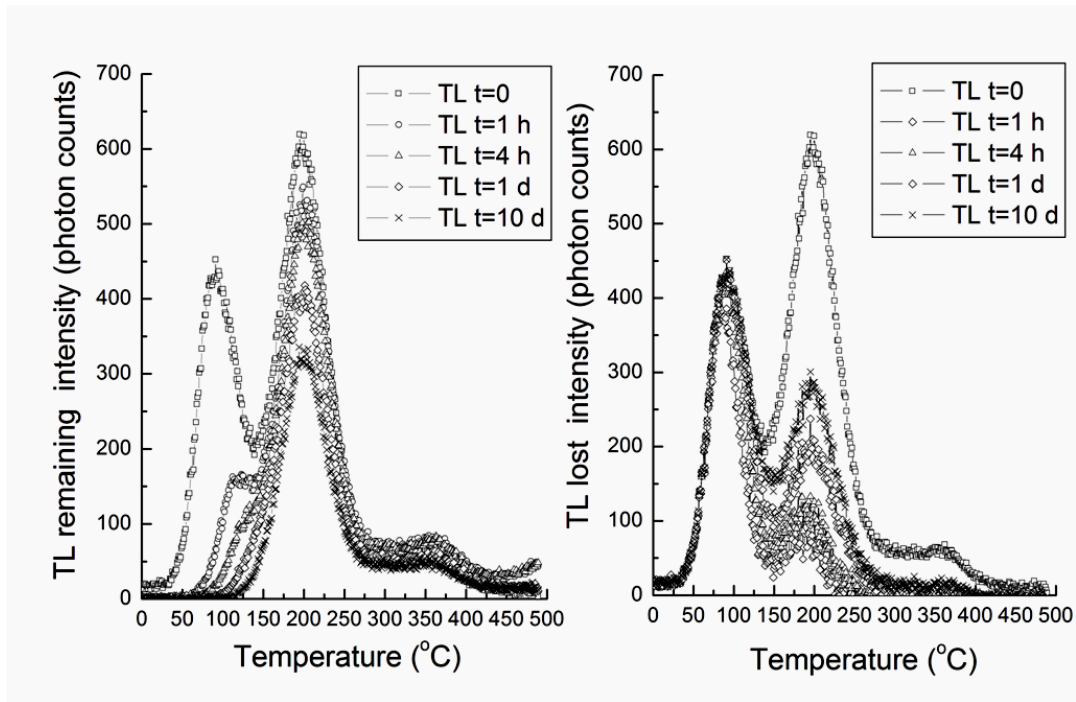 TL remaining intensity (photon counts)
700
600
500
400
300
200
100
0
0 50 100 150 200 250 300 350 400 450 500
Temperature (°C)
TL t=0
TL t=1 h
TL t=4 h
TL t=1 d
TL t=10 d
TL lost intensity (photon counts)
700
600
500
400
300
200
100
0
0 50 100 150 200 250 300 350 400 450 500
Temperature (°C)
TL t=0
TL t=1 h
TL t=4 h
TL t=1 d
TL t=10 d